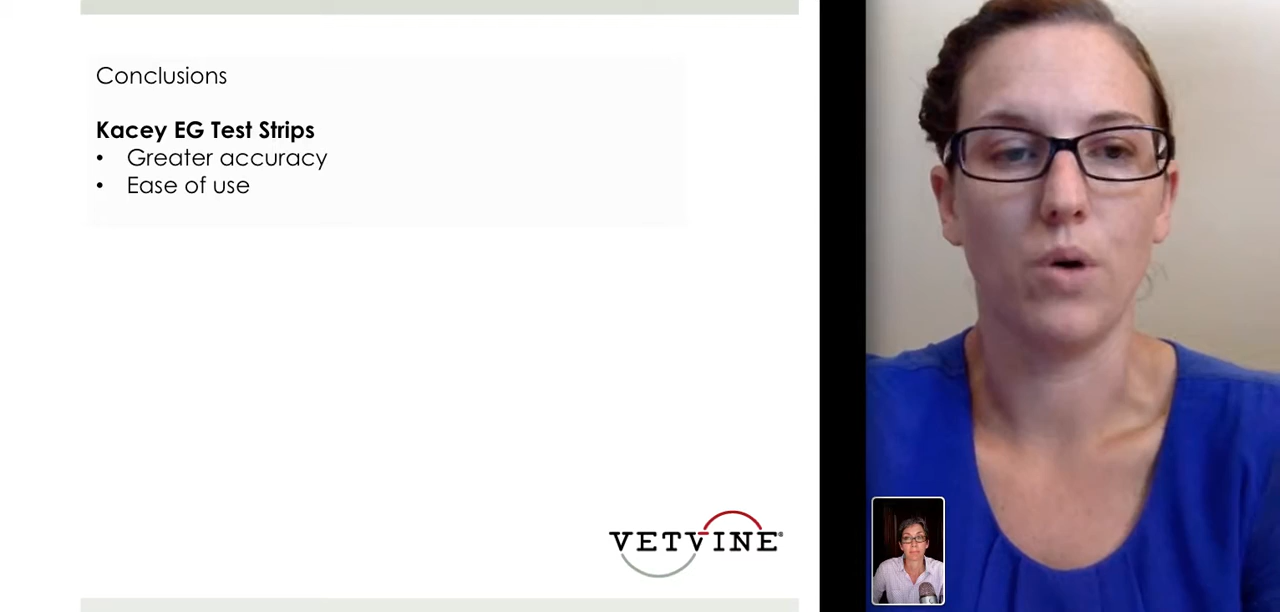 Conclusions
Kacey EG Test Strips
• Greater accuracy
• Ease of use
VETVINE®